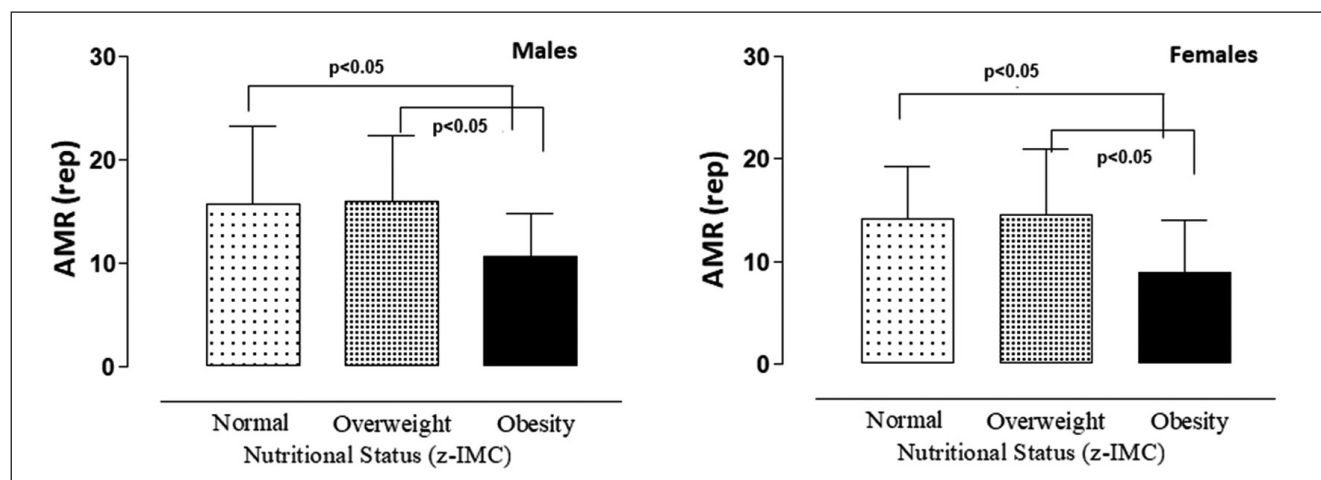 Males
30
20
10
0
AMR (rep)
p<0.05
p<0.05
Normal Overweight Obesity
Nutritional Status (z-IMC)
Females
30
20
10
0
AMR (rep)
p<0.05
p<0.05
Normal Overweight Obesity
Nutritional Status (z-IMC)